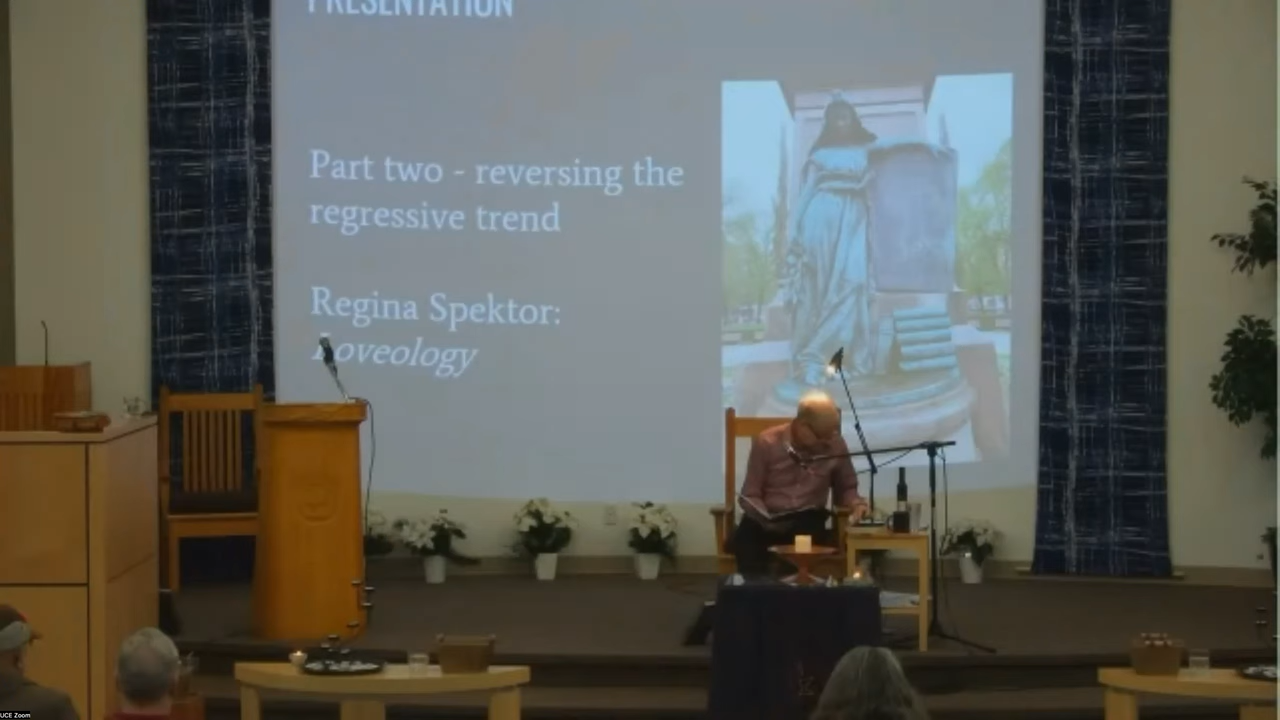 PRESENTATION
Part two - reversing the
regressive trend
Regina Spektor:
Loveology
UCE Zoom